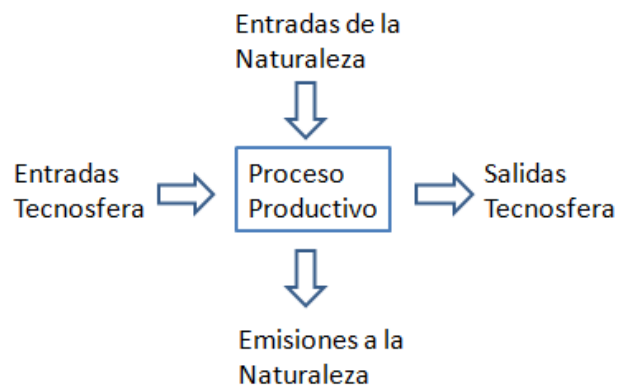 Entradas de la
Naturaleza
Entradas
Tecnosfera
Proceso
Productivo
Salidas
Tecnosfera
Emisiones a la
Naturaleza